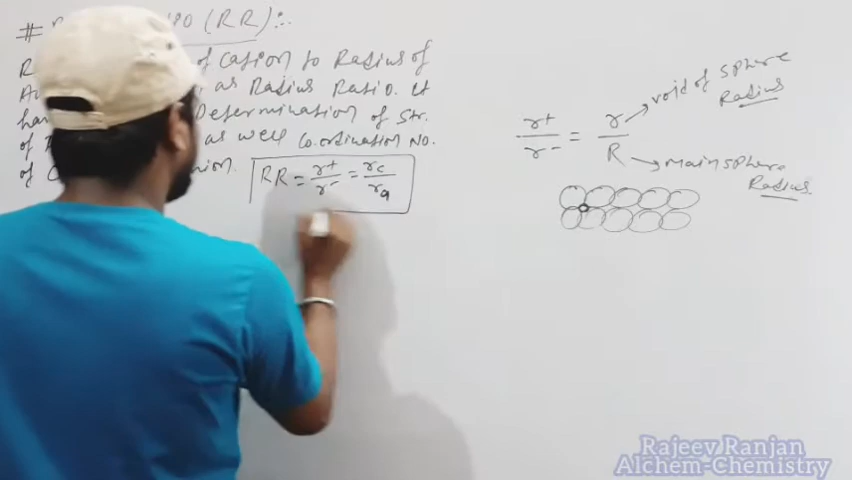 # (RR):-
of Cation to Radius of
as Radius Ratio. It
Determination of Str.
of as well Co.ordination No.
of
RR = r+/r- = rc/ra
r+/r- = r/R
void of sphere
Radius
main sphere
Radius.
Rajeev Ranjan
Alchem-Chemistry